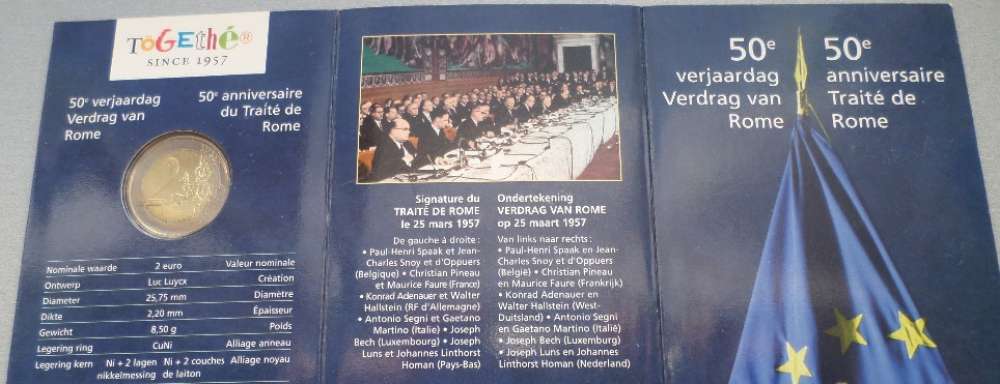 TOGEthé®
SINCE 1957
50e verjaardag
Verdrag van
Rome
50e anniversaire
du Traité de
Rome
2
Nominale waarde 2 euro Valeur nominale
Ontwerp Luc Luycx Création
Diameter 25,75 mm Diamètre
Dikte 2,20 mm Épaisseur
Gewicht 8,50 g Poids
Legering ring CuNi Alliage anneau
Legering kern Ni + 2 lagen Ni + 2 couches Alliage noyau
nikkelmessing de laiton
Signature du
TRAITÉ DE ROME
le 25 mars 1957
De gauche à droite :
• Paul-Henri Spaak et Jean-
Charles Snoy et d'Oppuers
(Belgique) • Christian Pineau
et Maurice Faure (France)
• Konrad Adenauer et Walter
Hallstein (RF d'Allemagne)
• Antonio Segni et Gaetano
Martino (Italie) • Joseph
Bech (Luxembourg) • Joseph
Luns et Johannes Linthorst
Homan (Pays-Bas)
Ondertekening
VERDRAG VAN ROME
op 25 maart 1957
Van links naar rechts :
• Paul-Henri Spaak en Jean-
Charles Snoy et d'Oppuers
(België) • Christian Pineau
en Maurice Faure (Frankrijk)
• Konrad Adenauer en
Walter Hallstein (West-
Duitsland) • Antonio Segni
en Gaetano Martino (Italië)
• Joseph Bech (Luxemburg)
• Joseph Luns en Johannes
Linthorst Homan (Nederland)
50e
verjaardag
Verdrag van
Rome
50e
anniversaire
Traité de
Rome